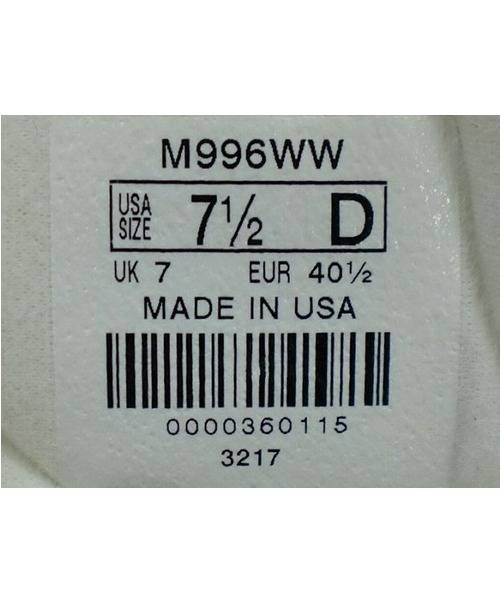 M996WW
USA SIZE 7½ D
UK 7 EUR 40½
MADE IN USA
0000360115
3217